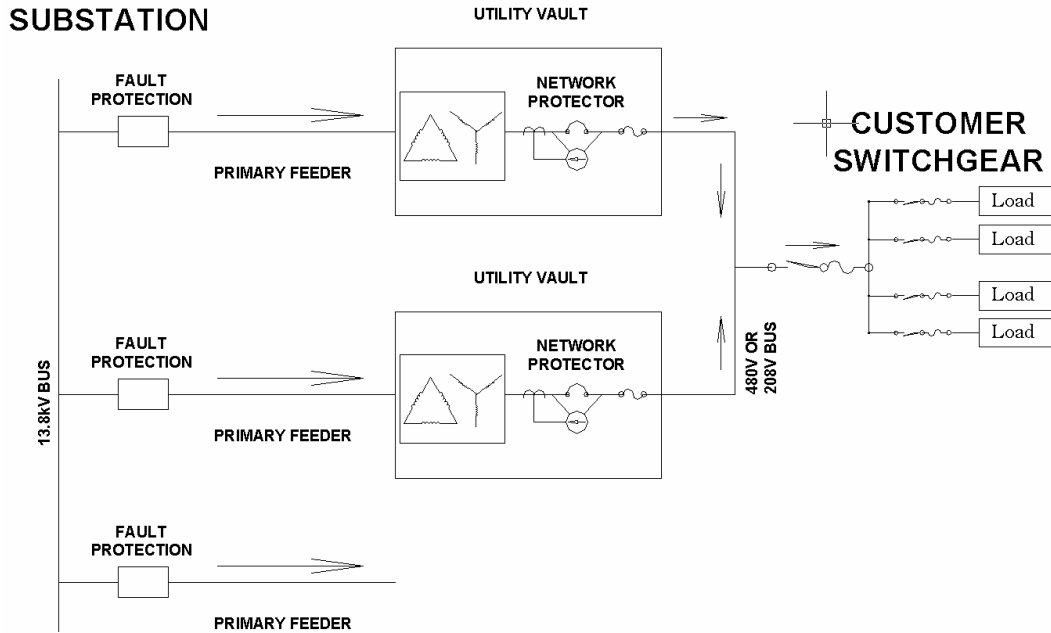 SUBSTATION
UTILITY VAULT
FAULT
PROTECTION
NETWORK
PROTECTOR
PRIMARY FEEDER
CUSTOMER
SWITCHGEAR
Load
Load
Load
Load
UTILITY VAULT
FAULT
PROTECTION
NETWORK
PROTECTOR
PRIMARY FEEDER
480V OR
208V BUS
13.8kV BUS
FAULT
PROTECTION
PRIMARY FEEDER